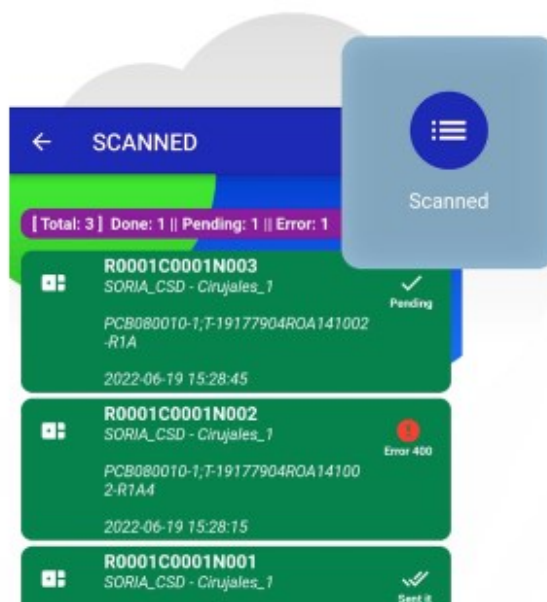 SCANNED
Scanned
[ Total: 3 ] Done: 1 || Pending: 1 || Error: 1
R0001C0001N003
SORIA_CSD - Cirujales_1
Pending
PCB080010-1;T-19177904ROA141002
-R1A
2022-06-19 15:28:45
R0001C0001N002
SORIA_CSD - Cirujales_1
Error 400
PCB080010-1;T-19177904ROA14100
2-R1A4
2022-06-19 15:28:15
R0001C0001N001
SORIA_CSD - Cirujales_1
Sent it